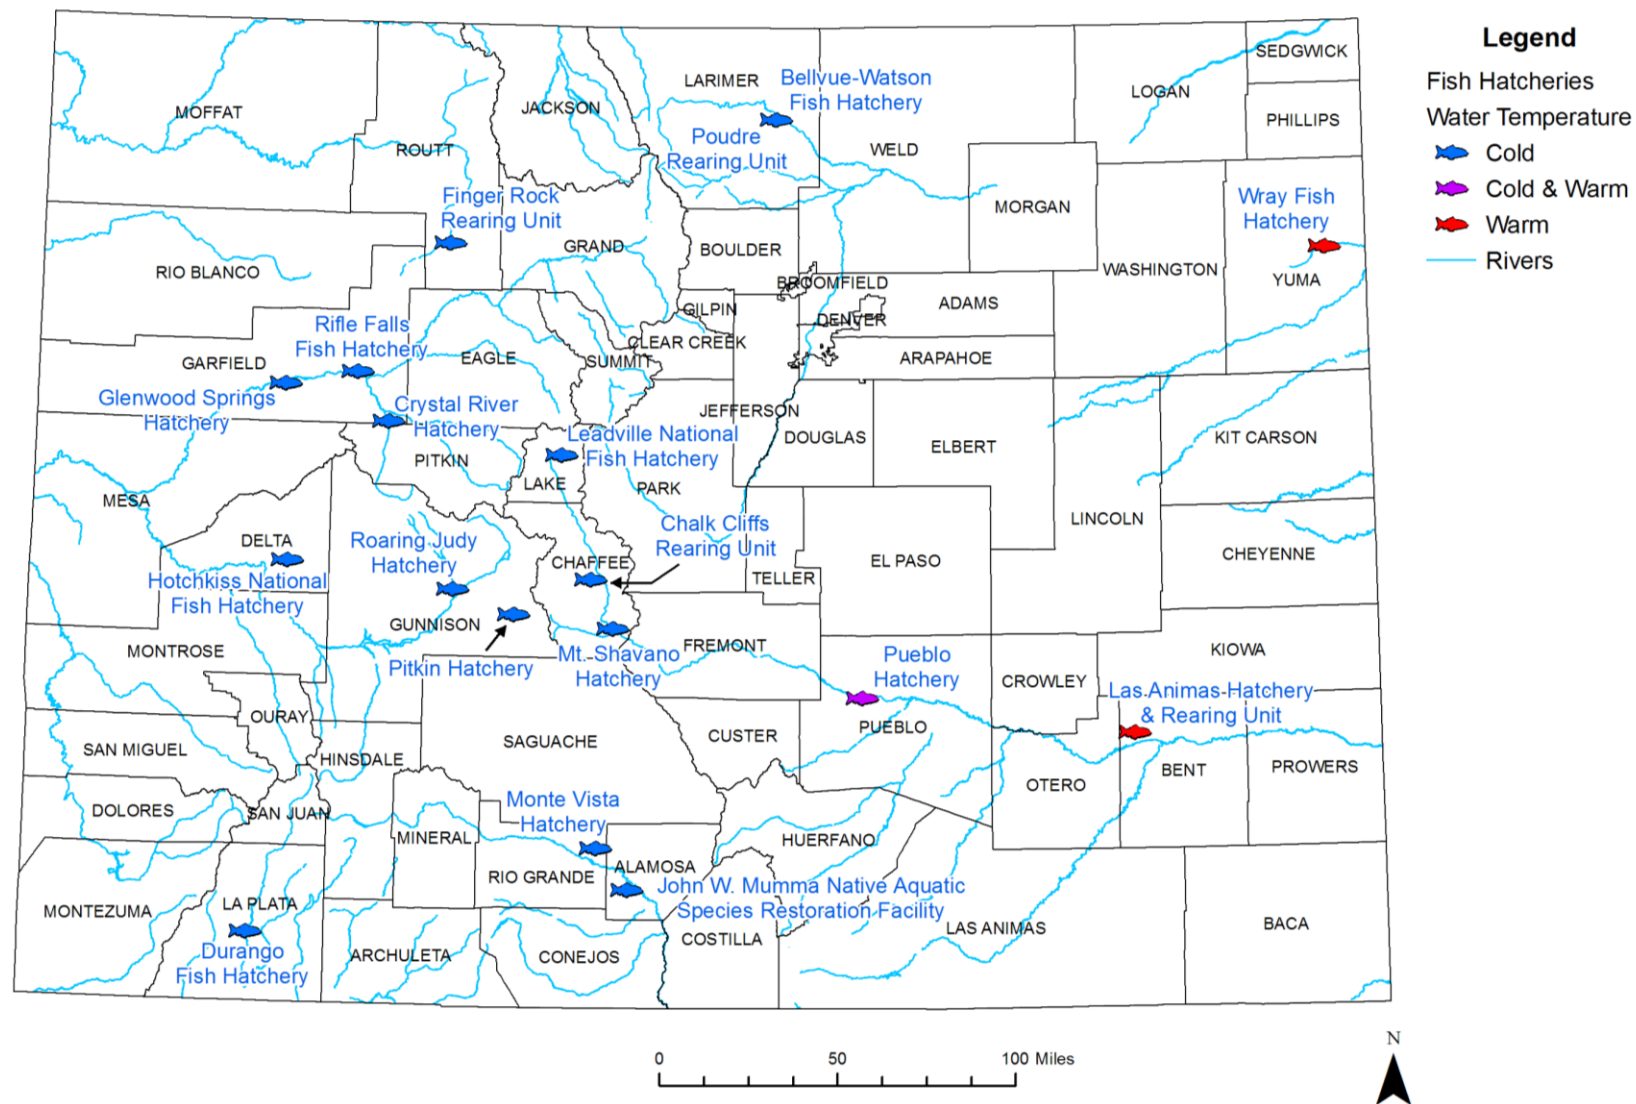 Legend
Fish Hatcheries
Water Temperature
Cold
Cold & Warm
Warm
Rivers
SEDGWICK
LOGAN
PHILLIPS
LARIMER
Bellvue-Watson
Fish Hatchery
JACKSON
MOFFAT
Poudre
Rearing Unit
WELD
ROUTT
Finger Rock
Rearing Unit
MORGAN
Wray Fish
Hatchery
GRAND
BOULDER
RIO BLANCO
WASHINGTON
YUMA
BROOMFIELD
ADAMS
GILPIN
DENVER
Rifle Falls
Fish Hatchery
CLEAR CREEK
GARFIELD
EAGLE
SUMMIT
ARAPAHOE
Glenwood Springs
Hatchery
Crystal River
Hatchery
JEFFERSON
DOUGLAS
ELBERT
KIT CARSON
Leadville National
Fish Hatchery
PITKIN
LAKE
PARK
MESA
LINCOLN
Chalk Cliffs
Rearing Unit
DELTA
Roaring Judy
Hatchery
CHAFFEE
TELLER
EL PASO
CHEYENNE
Hotchkiss National
Fish Hatchery
GUNNISON
Pitkin Hatchery
Mt. Shavano
Hatchery
FREMONT
MONTROSE
Pueblo
Hatchery
KIOWA
CROWLEY
Las Animas Hatchery
& Rearing Unit
OURAY
SAN MIGUEL
HINSDALE
SAGUACHE
CUSTER
PUEBLO
OTERO
BENT
PROWERS
DOLORES
SAN JUAN
MINERAL
Monte Vista
Hatchery
HUERFANO
ALAMOSA
RIO GRANDE
John W. Mumma Native Aquatic
Species Restoration Facility
MONTEZUMA
LA PLATA
Durango
Fish Hatchery
ARCHULETA
CONEJOS
COSTILLA
LAS ANIMAS
BACA
0 50 100 Miles
N